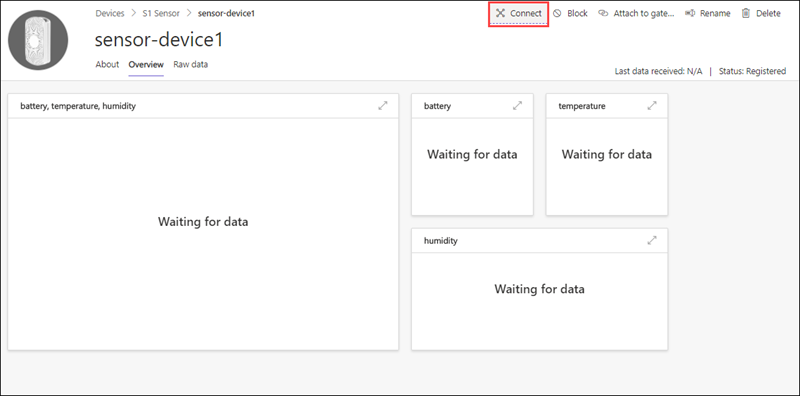 Devices > S1 Sensor > sensor-device1
Connect Block Attach to gate... Rename Delete
sensor-device1
About Overview Raw data
Last data received: N/A | Status: Registered
battery, temperature, humidity
battery
temperature
Waiting for data
Waiting for data
Waiting for data
humidity
Waiting for data